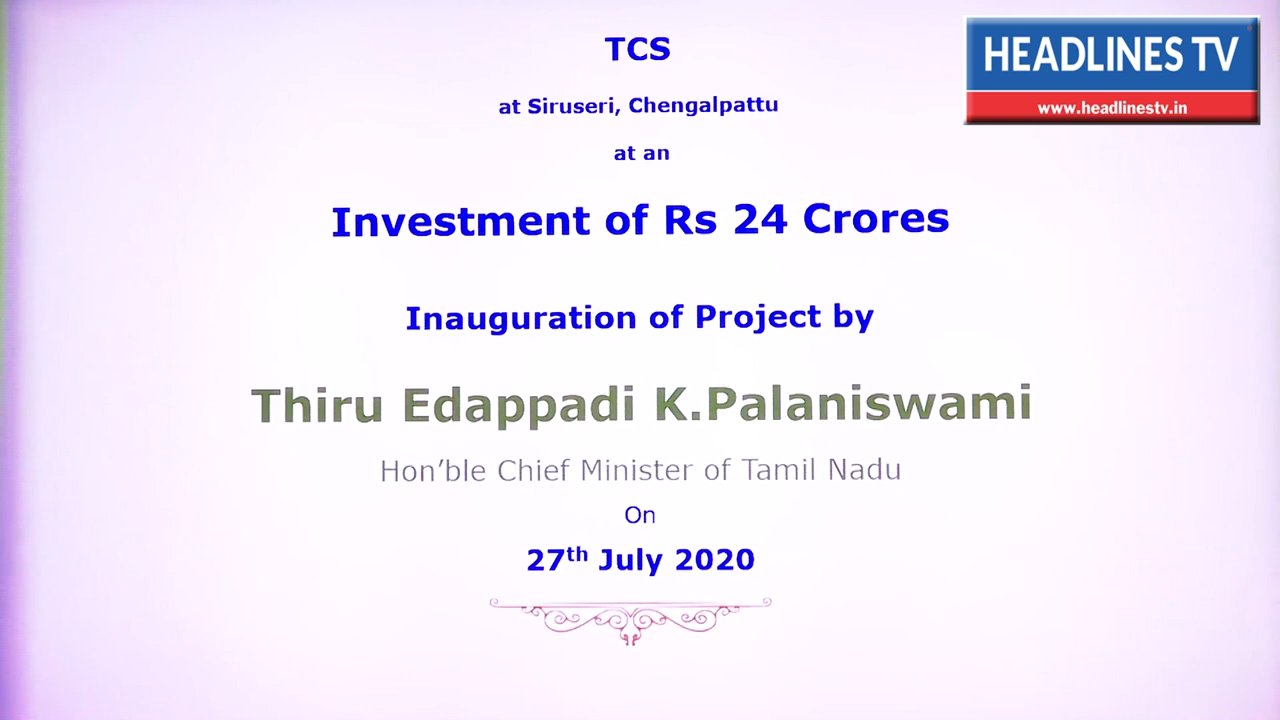 TCS
at Siruseri, Chengalpattu
at an
Investment of Rs 24 Crores
Inauguration of Project by
Thiru Edappadi K.Palaniswami
Hon’ble Chief Minister of Tamil Nadu
On
27th July 2020
HEADLINES TV
www.headlinestv.in